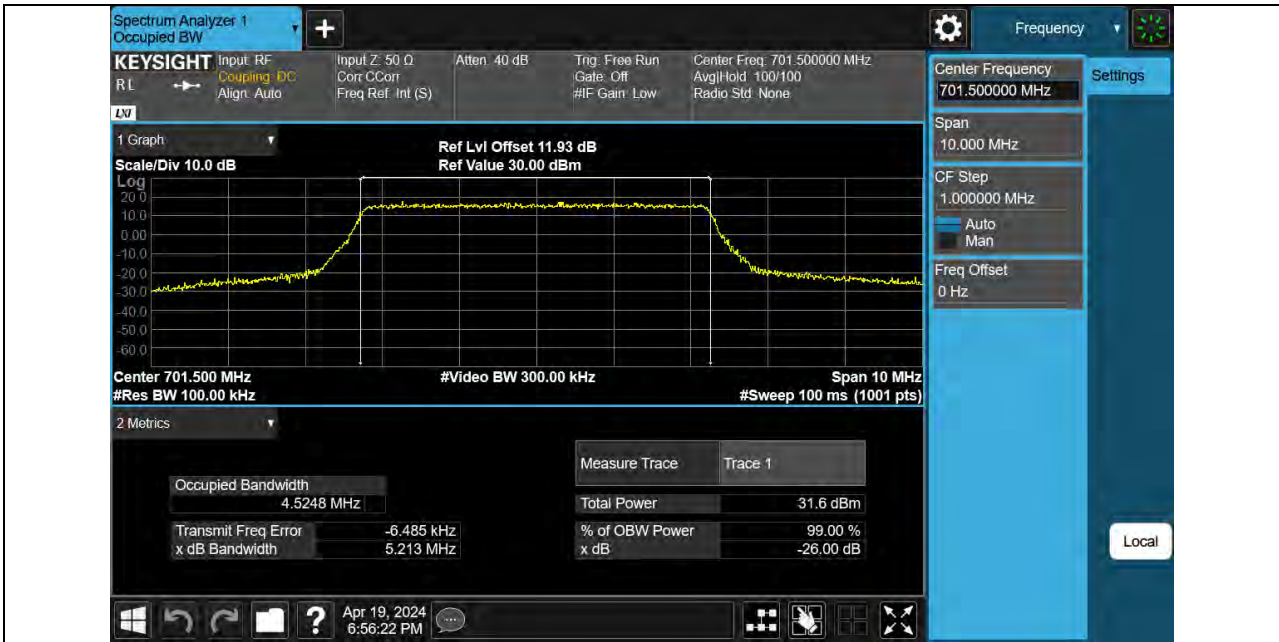 Spectrum Analyzer 1
Occupied BW
Frequency
KEYSIGHT
RL
LXI
Input: RF
Coupling: DC
Align: Auto
Input Z: 50 Ω
Corr CCorr
Freq Ref: Int (S)
Atten: 40 dB
Trig: Free Run
Gate: Off
#IF Gain: Low
Center Freq: 701.500000 MHz
Avg|Hold: 100/100
Radio Std: None
1 Graph
Scale/Div 10.0 dB
Ref Lvl Offset 11.93 dB
Ref Value 30.00 dBm
Log
20.0
10.0
0.00
-10.0
-20.0
-30.0
-40.0
-50.0
-60.0
Center 701.500 MHz
#Video BW 300.00 kHz
Span 10 MHz
#Res BW 100.00 kHz
#Sweep 100 ms (1001 pts)
2 Metrics
Measure Trace Trace 1
Occupied Bandwidth
4.5248 MHz
Total Power 31.6 dBm
Transmit Freq Error -6.485 kHz
% of OBW Power 99.00 %
x dB Bandwidth 5.213 MHz
x dB -26.00 dB
Center Frequency
701.500000 MHz
Settings
Span
10.000 MHz
CF Step
1.000000 MHz
Auto
Man
Freq Offset
0 Hz
Local
?
Apr 19, 2024
6:56:22 PM